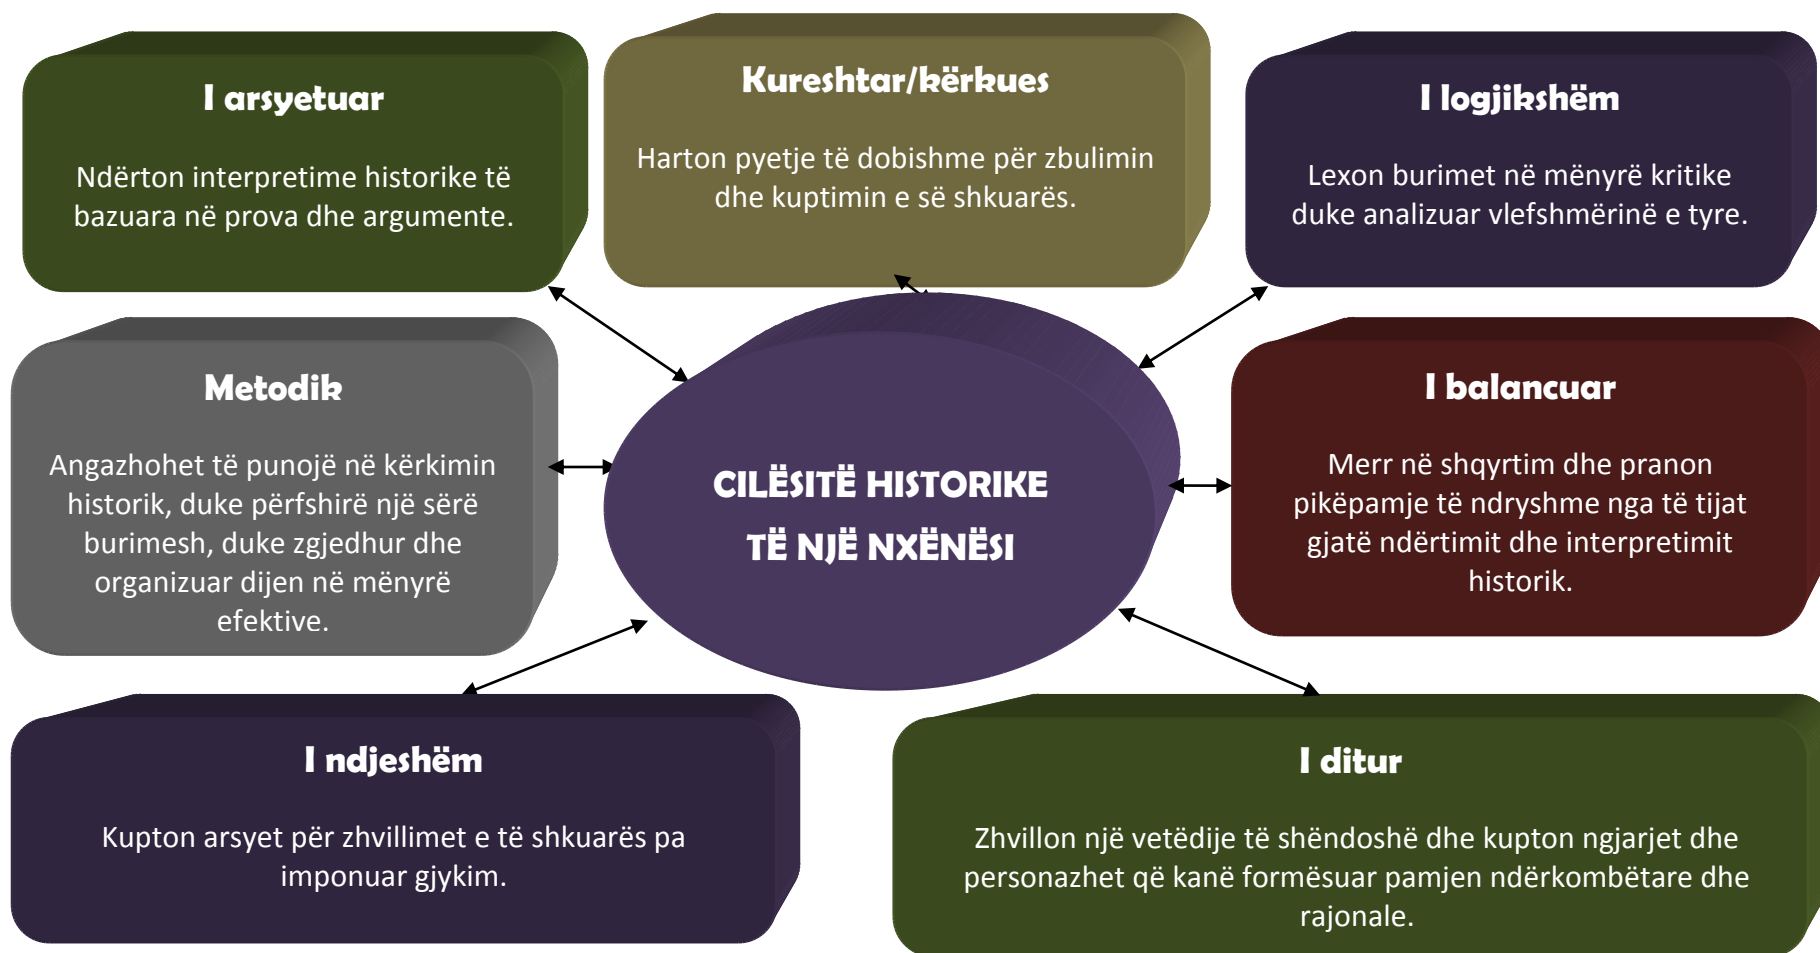 I arsyetuar
Ndërton interpretime historike të
bazuara në prova dhe argumente.
Kureshtar/kërkues
Harton pyetje të dobishme për zbulimin
dhe kuptimin e së shkuarës.
I logjikshëm
Lexon burimet në mënyrë kritike
duke analizuar vlefshmërinë e tyre.
Metodik
Angazhohet të punojë në kërkimin
historik, duke përfshirë një sërë
burimesh, duke zgjedhur dhe
organizuar dijen në mënyrë
efektive.
CILËSITË HISTORIKE
TË NJË NXËNËSI
I balancuar
Merr në shqyrtim dhe pranon
pikëpamje të ndryshme nga të tijat
gjatë ndërtimit dhe interpretimit
historik.
I ndjeshëm
Kupton arsyet për zhvillimet e të shkuarës pa
imponuar gjykim.
I ditur
Zhvillon një vetëdije të shëndoshë dhe kupton ngjarjet dhe
personazhet që kanë formësuar pamjen ndërkombëtare dhe
rajonale.